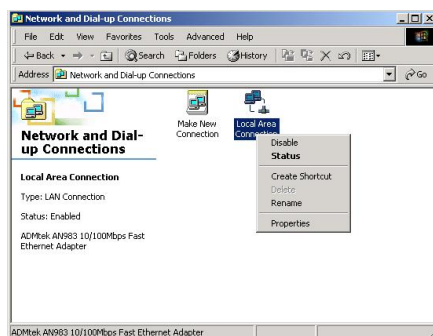 Network and Dial-up Connections
File Edit View Favorites Tools Advanced Help
Back Search Folders History
Address Network and Dial-up Connections Go
Network and Dial-
up Connections
Local Area Connection
Type: LAN Connection
Status: Enabled
ADMtek AN983 10/100Mbps Fast
Ethernet Adapter
Make New
Connection
Local Area
Connection
Disable
Status
Create Shortcut
Delete
Rename
Properties
ADMtek AN983 10/100Mbps Fast Ethernet Adapter